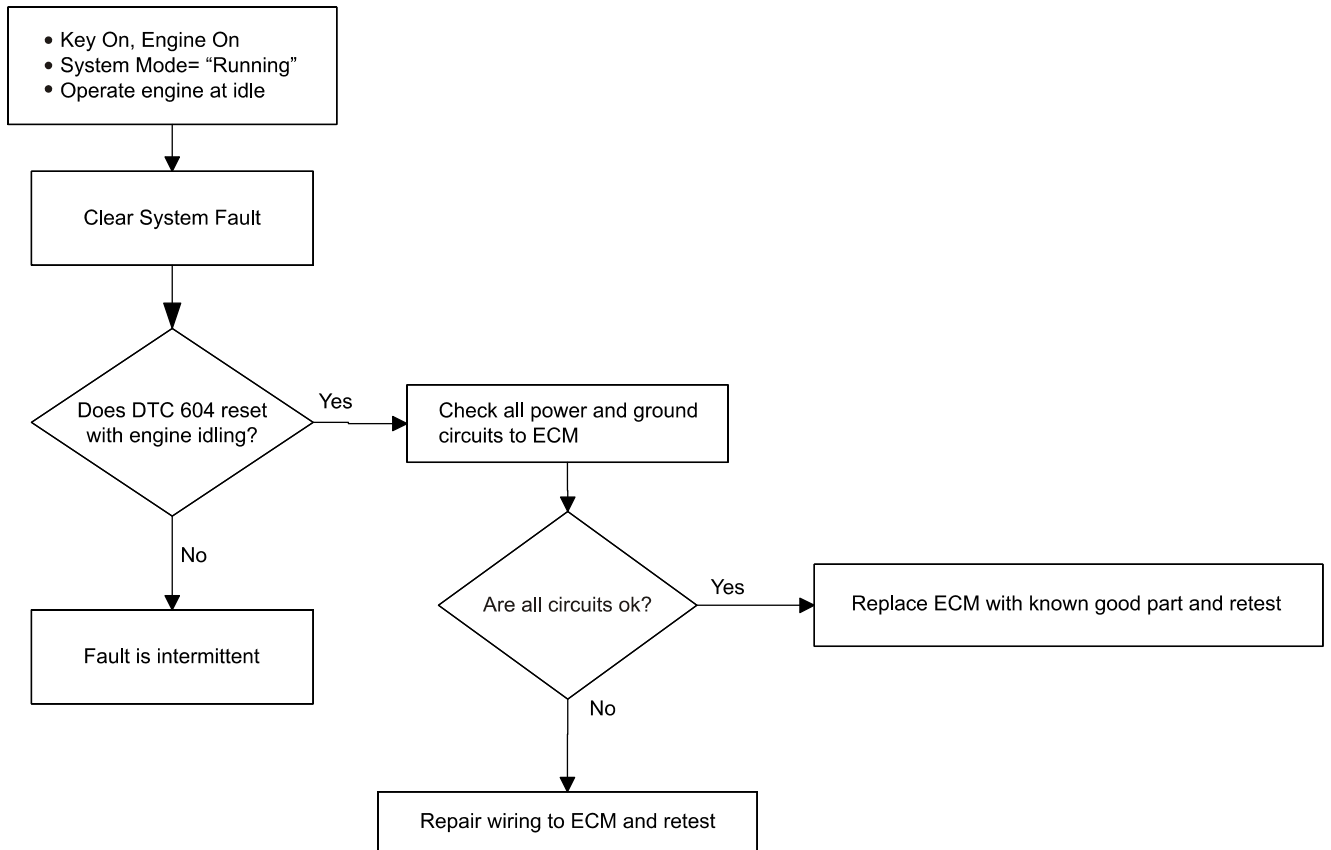 • Key On, Engine On
• System Mode= “Running”
• Operate engine at idle
Clear System Fault
Does DTC 604 reset
with engine idling?
Yes
Check all power and ground
circuits to ECM
No
Fault is intermittent
Are all circuits ok?
Yes
Replace ECM with known good part and retest
No
Repair wiring to ECM and retest